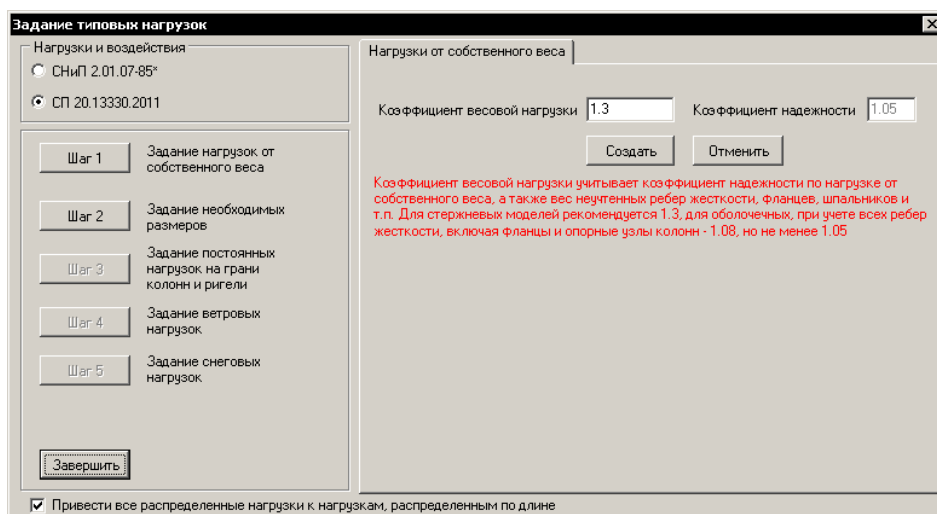 Задание типовых нагрузок
Нагрузки и воздействия
СНиП 2.01.07-85*
СП 20.13330.2011
Шаг 1
Задание нагрузок от
собственного веса
Шаг 2
Задание необходимых
размеров
Шаг 3
Задание постоянных
нагрузок на грани
колонн и ригели
Шаг 4
Задание ветровых
нагрузок
Шаг 5
Задание снеговых
нагрузок
Завершить
Нагрузки от собственного веса
Коэффициент весовой нагрузки 1.3 Коэффициент надежности 1.05
Создать Отменить
Коэффициент весовой нагрузки учитывает коэффициент надежности по нагрузке от
собственного веса, а также вес неучтенных ребер жесткости, фланцев, шпальников и
т.п. Для стержневых моделей рекомендуется 1.3, для оболочечных, при учете всех ребер
жесткости, включая фланцы и опорные узлы колонн - 1.08, но не менее 1.05
Привести все распределенные нагрузки к нагрузкам, распределенным по длине